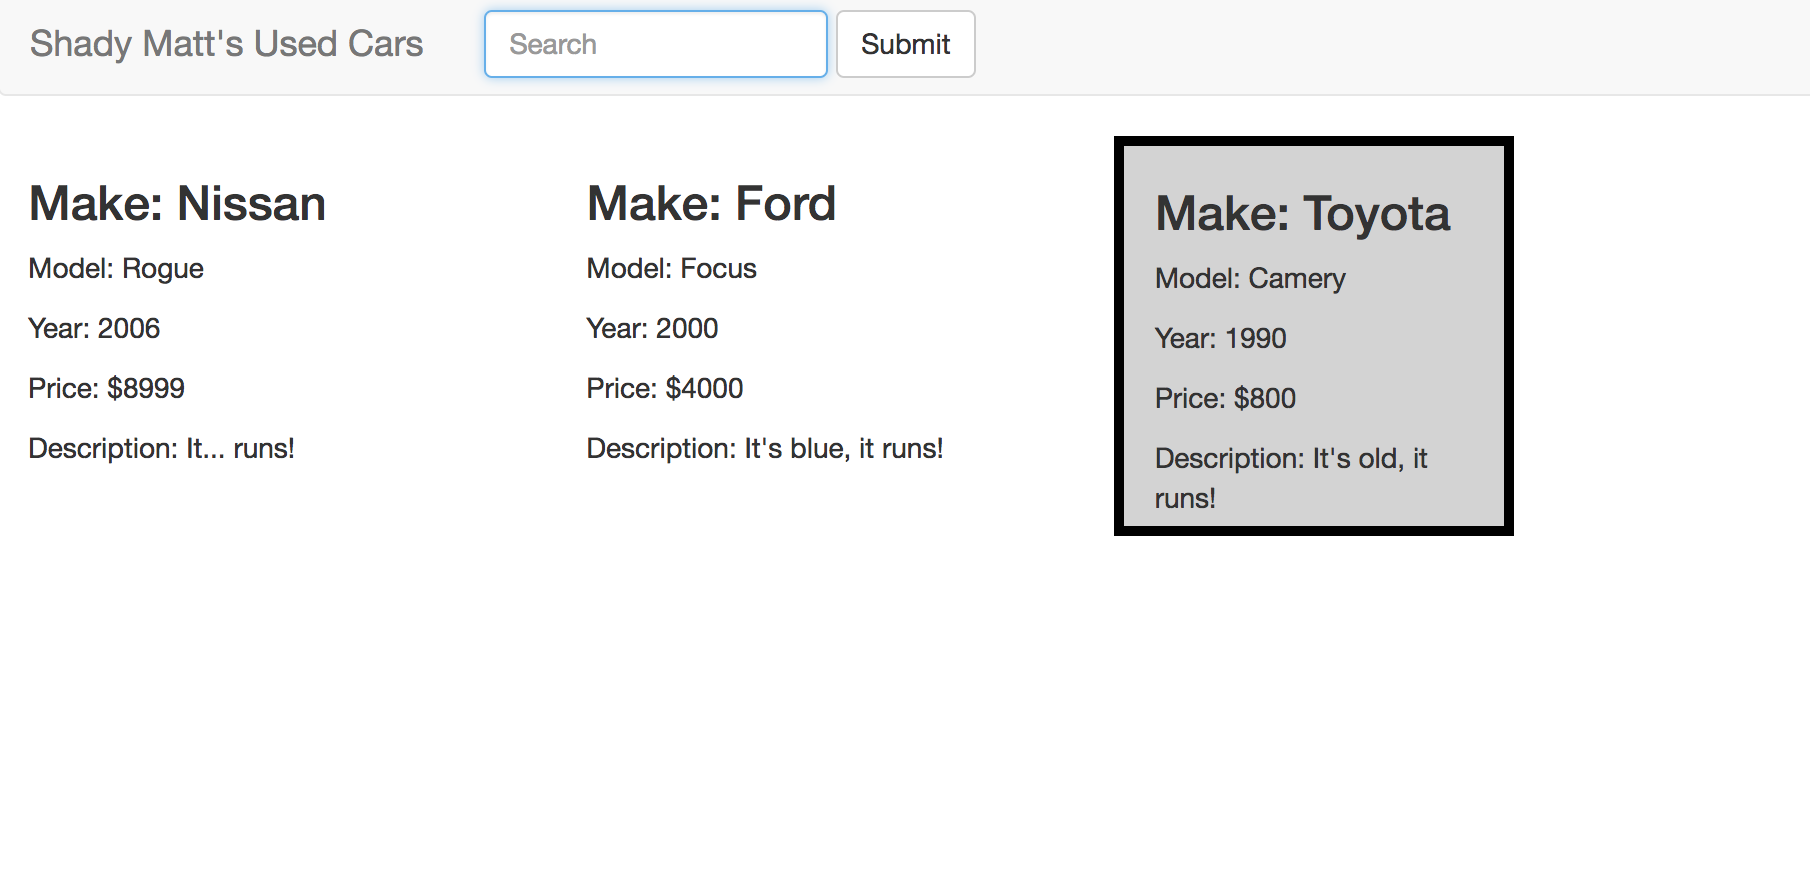 Shady Matt's Used Cars
Search
Submit
Make: Nissan
Model: Rogue
Year: 2006
Price: $8999
Description: It... runs!
Make: Ford
Model: Focus
Year: 2000
Price: $4000
Description: It's blue, it runs!
Make: Toyota
Model: Camery
Year: 1990
Price: $800
Description: It's old, it
runs!